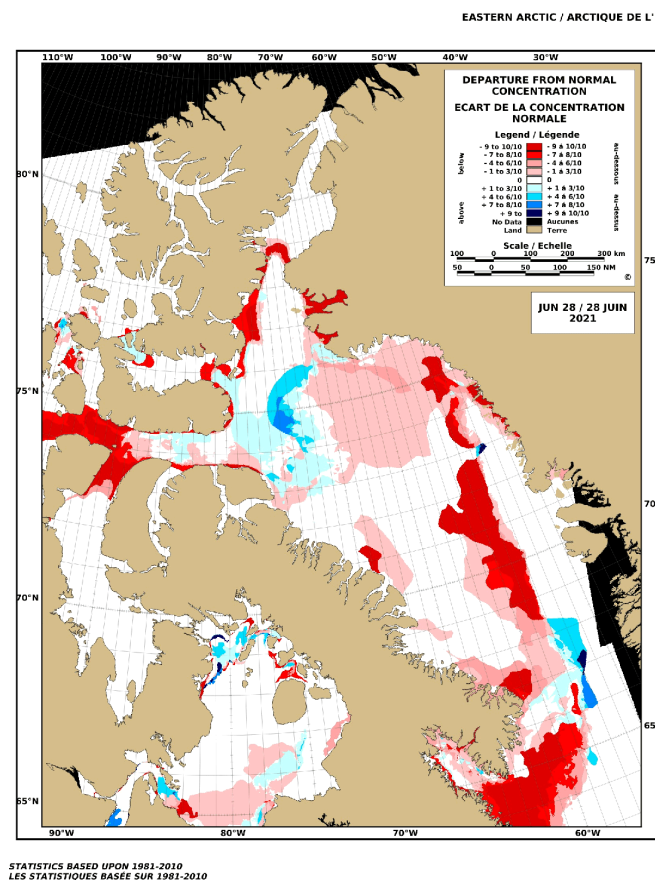 EASTERN ARCTIC / ARCTIQUE DE L'
110°W 100°W 90°W 80°W 70°W 60°W 50°W 40°W 30°W
DEPARTURE FROM NORMAL
CONCENTRATION
ECART DE LA CONCENTRATION
NORMALE
Legend / Légende
below
- 9 to 10/10 - 9 à 10/10
- 7 to 8/10 - 7 à 8/10
- 4 to 6/10 - 4 à 6/10
- 1 to 3/10 - 1 à 3/10
au-dessous
0 0
above
+ 1 to 3/10 + 1 à 3/10
+ 4 to 6/10 + 4 à 6/10
+ 7 to 8/10 + 7 à 8/10
+ 9 to + 9 à 10/10
au-dessus
No Data Aucunes
Land Terre
Scale / Echelle
100 0 100 200 300 km
50 0 50 100 150 NM
©
JUN 28 / 28 JUIN
2021
80°N
75
75°N
70
70°N
65
65°N
90°W 80°W 70°W 60°W
STATISTICS BASED UPON 1981-2010
LES STATISTIQUES BASÉE SUR 1981-2010